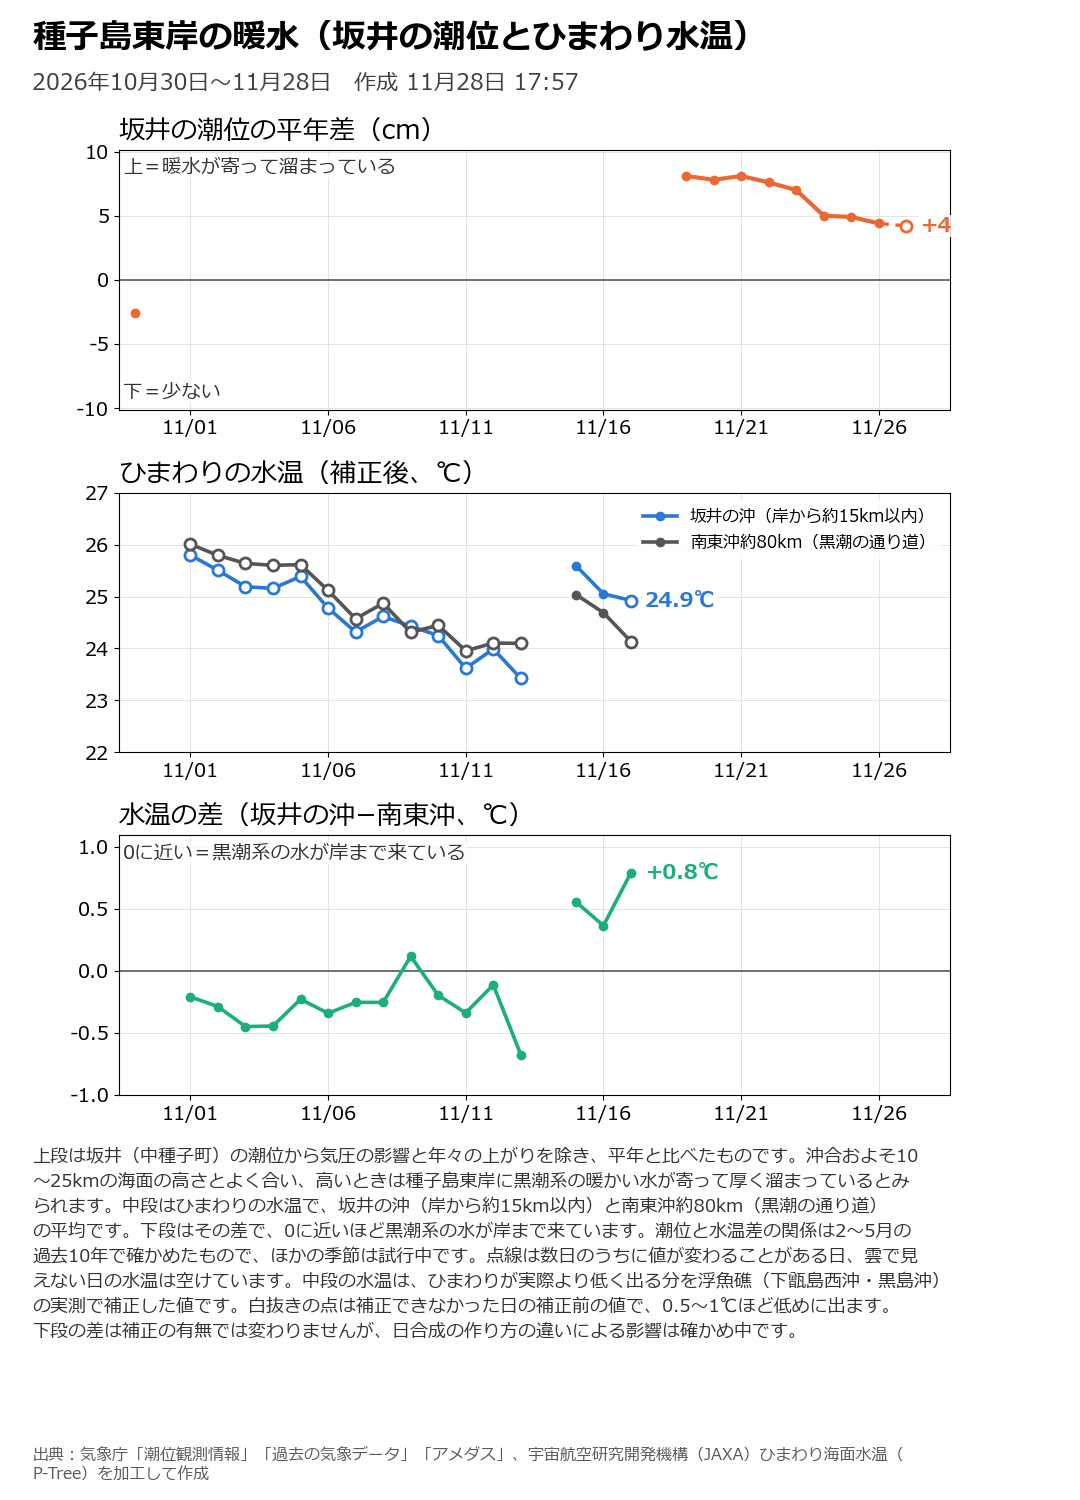 種子島東岸の暖水（坂井の潮位とひまわり水温）
2026年10月30日～11月28日　作成 11月28日 17:57
坂井の潮位の平年差（cm）
上＝暖水が寄って溜まっている
10
5
0
-5
-10
+4
下＝少ない
11/01 11/06 11/11 11/16 11/21 11/26
ひまわりの水温（補正後、℃）
27
26
25
24
23
22
坂井の沖（岸から約15km以内）
南東沖約80km（黒潮の通り道）
24.9℃
11/01 11/06 11/11 11/16 11/21 11/26
水温の差（坂井の沖−南東沖、℃）
1.0
0.5
0.0
-0.5
-1.0
0に近い＝黒潮系の水が岸まで来ている
+0.8℃
11/01 11/06 11/11 11/16 11/21 11/26
上段は坂井（中種子町）の潮位から気圧の影響と年々の上がりを除き、平年と比べたものです。沖合およそ10
～25kmの海面の高さとよく合い、高いときは種子島東岸に黒潮系の暖かい水が寄って厚く溜まっているとみ
られます。中段はひまわりの水温で、坂井の沖（岸から約15km以内）と南東沖約80km（黒潮の通り道）
の平均です。下段はその差で、0に近いほど黒潮系の水が岸まで来ています。潮位と水温差の関係は2～5月の
過去10年で確かめたもので、ほかの季節は試行中です。点線は数日のうちに値が変わることがある日、雲で見
えない日の水温は空けています。中段の水温は、ひまわりが実際より低く出る分を浮魚礁（下甑島西沖・黒島沖）
の実測で補正した値です。白抜きの点は補正できなかった日の補正前の値で、0.5～1℃ほど低めに出ます。
下段の差は補正の有無では変わりませんが、日合成の作り方の違いによる影響は確かめ中です。
出典：気象庁「潮位観測情報」「過去の気象データ」「アメダス」、宇宙航空研究開発機構（JAXA）ひまわり海面水温（
P-Tree）を加工して作成